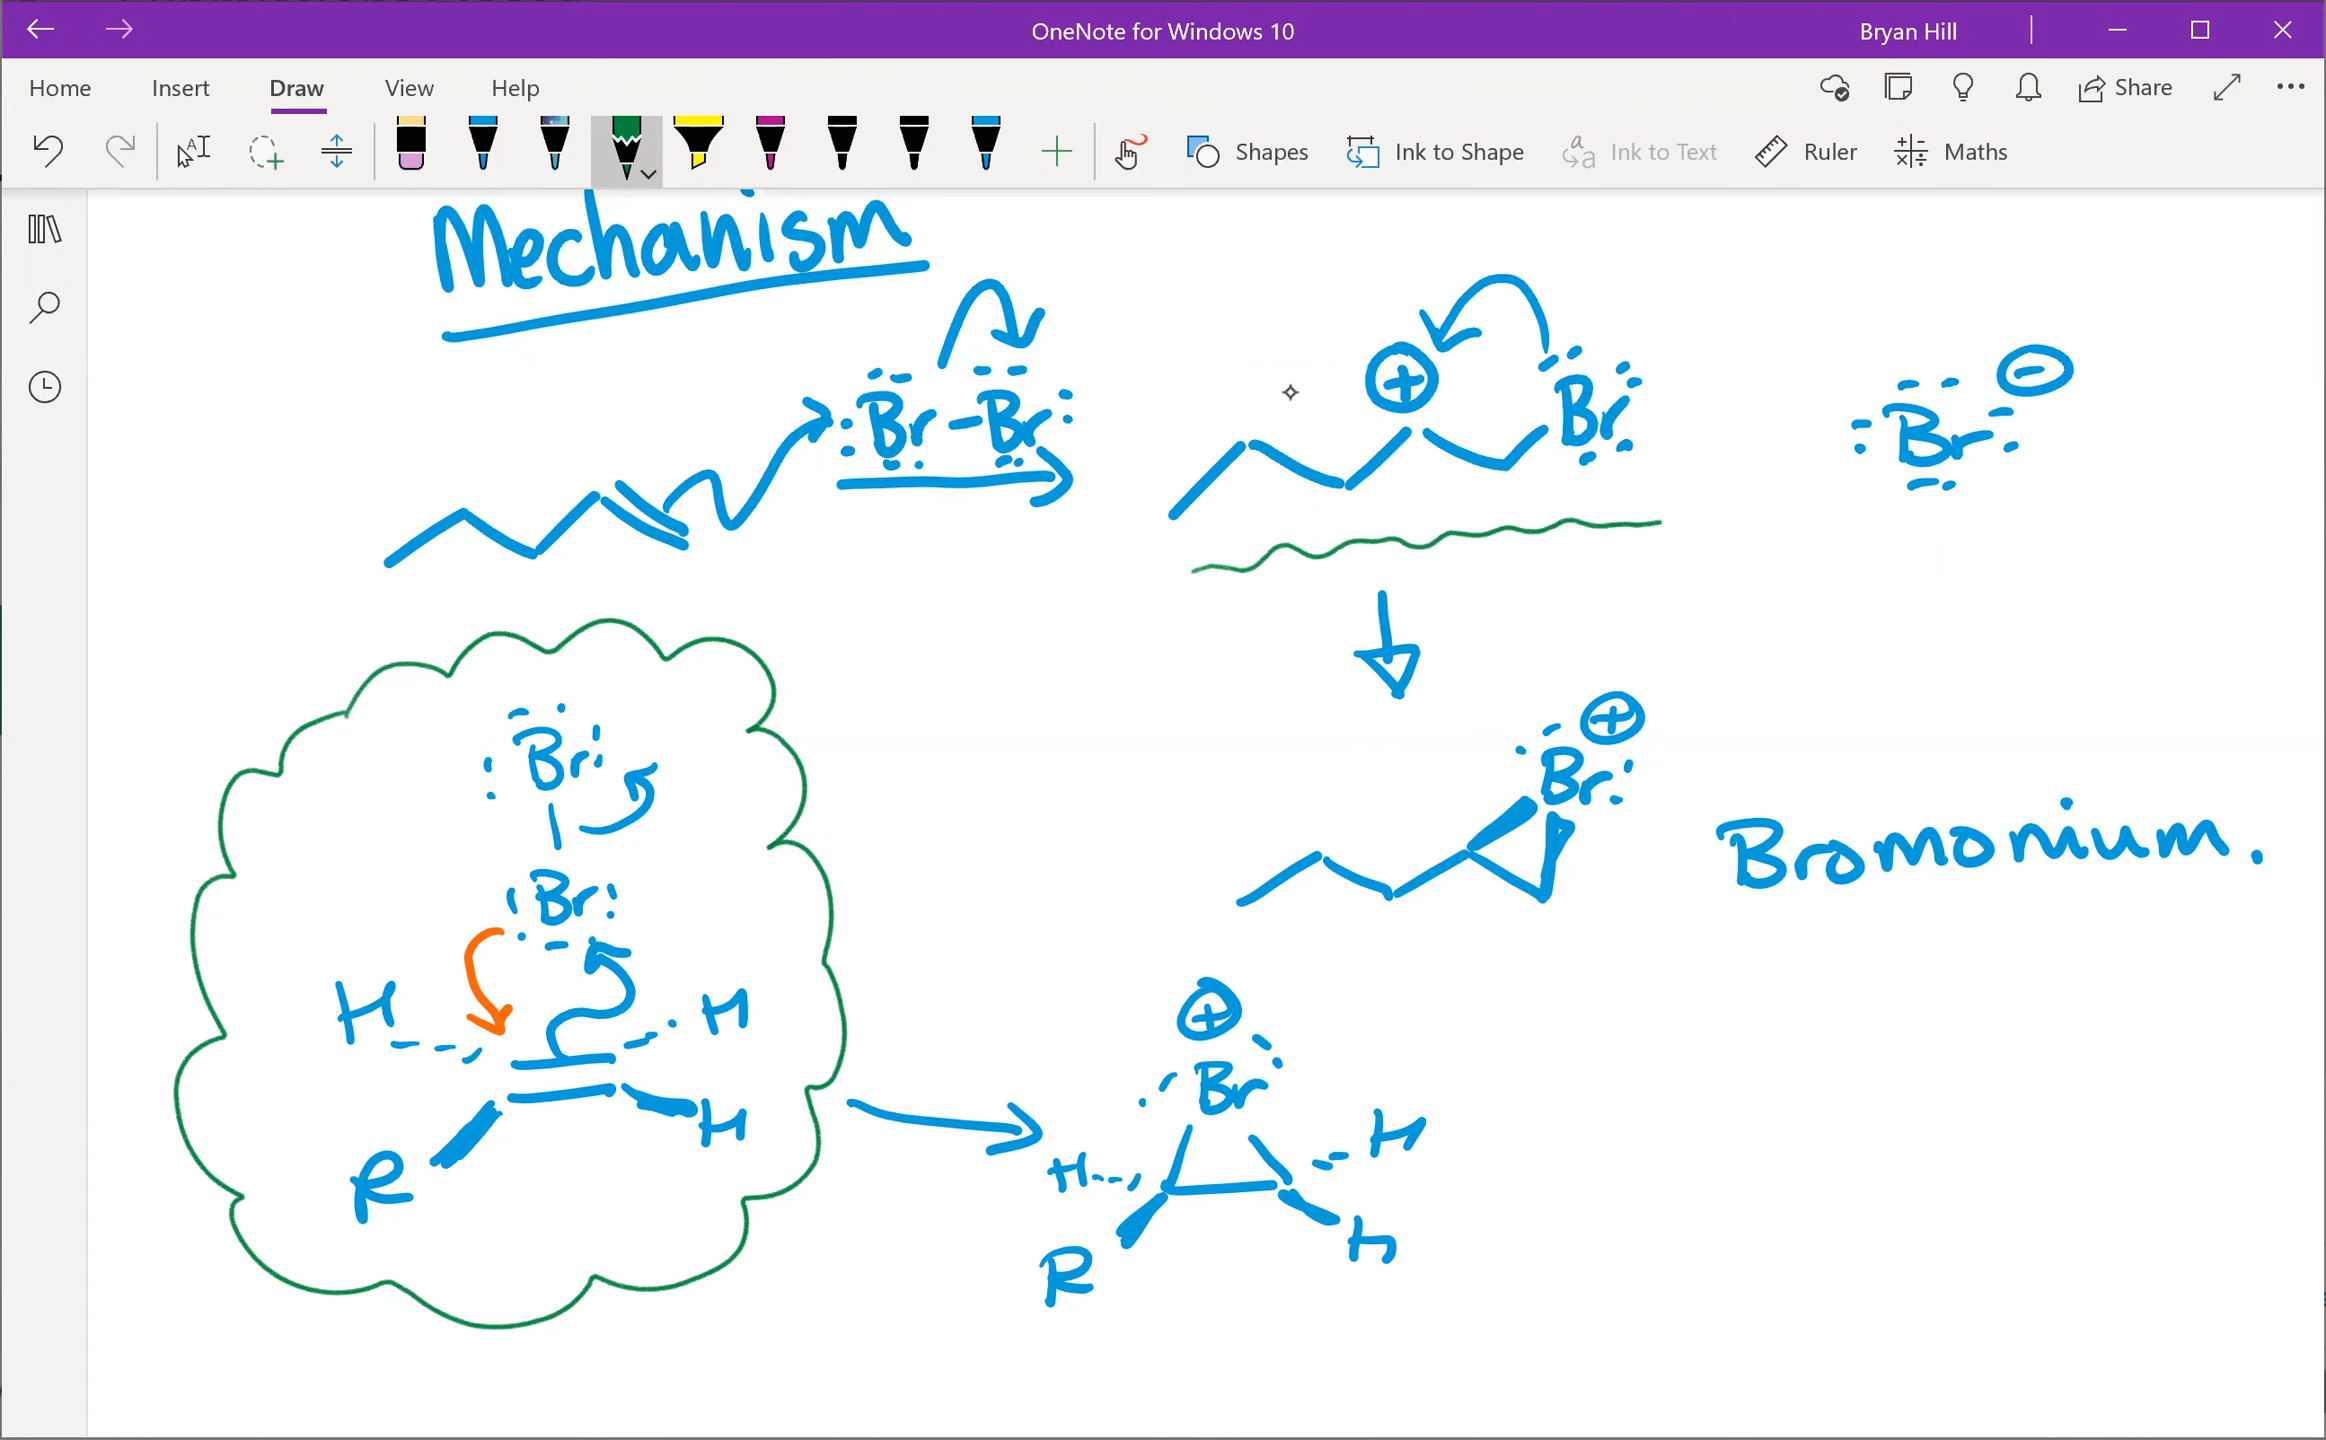 OneNote for Windows 10
Bryan Hill
Home Insert Draw View Help
Share
Shapes Ink to Shape Ink to Text Ruler Maths
Mechanism
Br – Br
Br
Br
Br
Br
Bromonium.
Br
H
H
H
R
Br
H
H
H
R